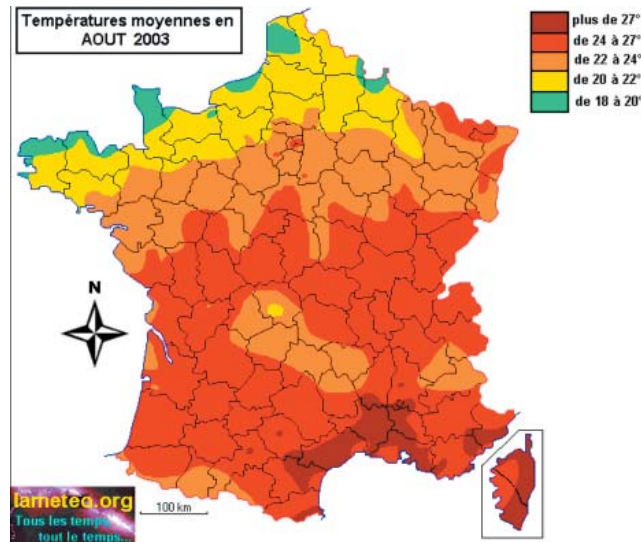 Températures moyennes en
AOUT 2003
plus de 27°
de 24 à 27°
de 22 à 24°
de 20 à 22°
de 18 à 20°
N
lameteo.org
Tous les temps,
tout le temps...
100 km